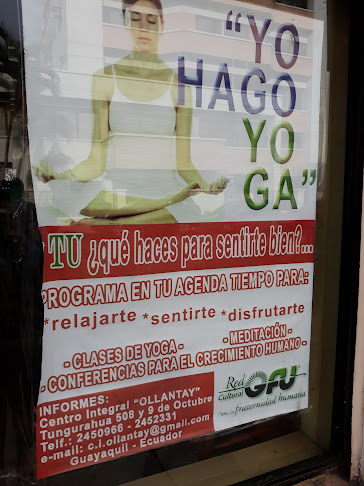 "YO
HAGO
YO
GA"
TU ¿qué haces para sentirte bien?...
PROGRAMA EN TU AGENDA TIEMPO PARA:
*relajarte *sentirte *disfrutarte
- CLASES DE YOGA - - MEDITACIÓN -
- CONFERENCIAS PARA EL CRECIMIENTO HUMANO -
INFORMES:
Centro Integral "OLLANTAY"
Tungurahua 508 y 9 de Octubre
Telf.: 2450966 - 2452331
e-mail: c.i.ollantay@gmail.com
Guayaquil - Ecuador
Red
Cultural
GFU
fraternidad humana